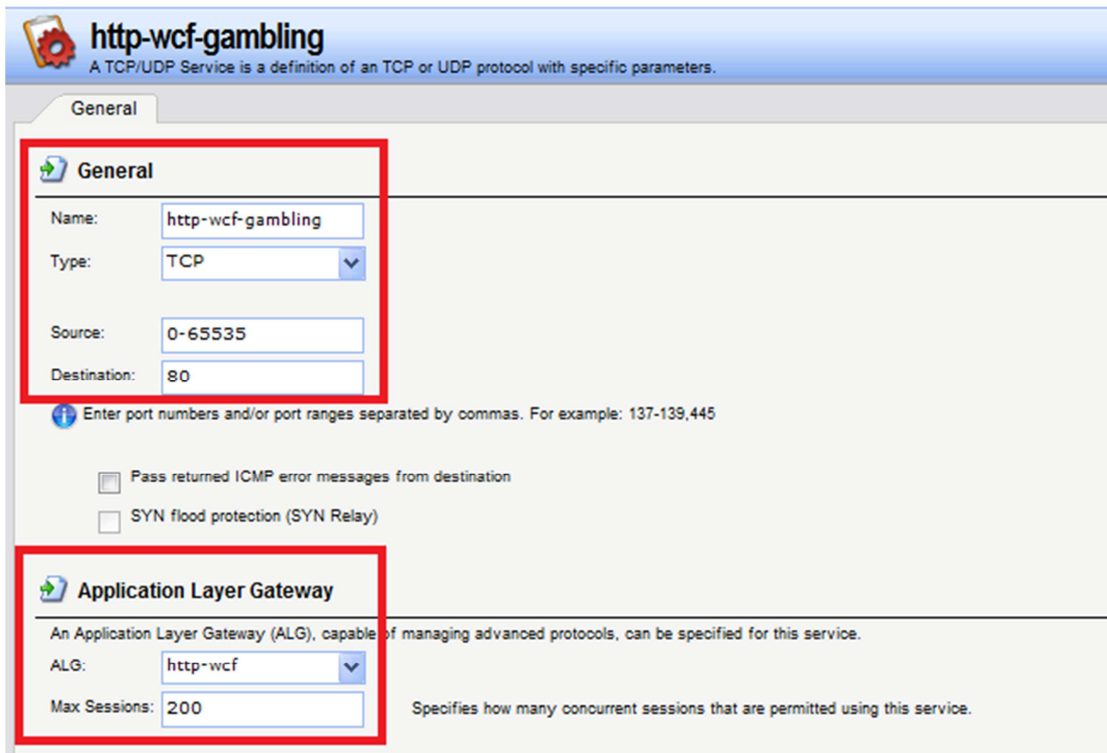 http-wcf-gambling
A TCP/UDP Service is a definition of an TCP or UDP protocol with specific parameters.
General
General
Name: http-wcf-gambling
Type: TCP
Source: 0-65535
Destination: 80
Enter port numbers and/or port ranges separated by commas. For example: 137-139,445
Pass returned ICMP error messages from destination
SYN flood protection (SYN Relay)
Application Layer Gateway
An Application Layer Gateway (ALG), capable of managing advanced protocols, can be specified for this service.
ALG: http-wcf
Max Sessions: 200 Specifies how many concurrent sessions that are permitted using this service.